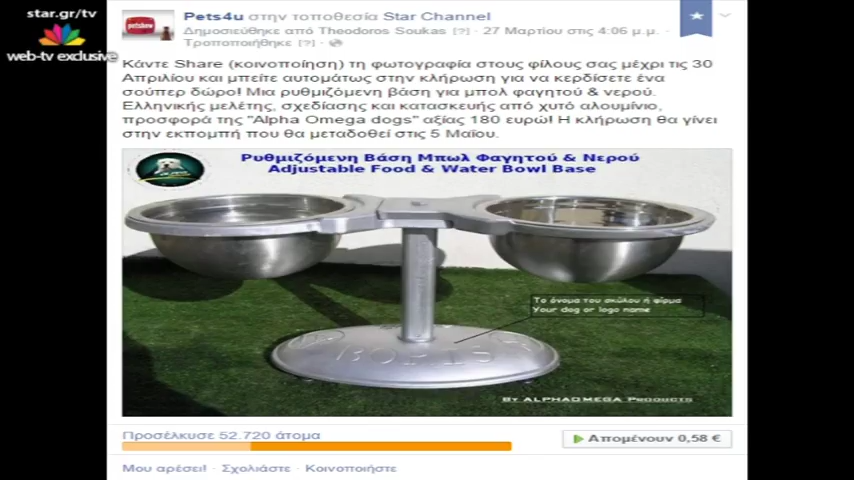 star.gr/tv
web-tv exclusive
petshow
Pets4u στην τοποθεσία Star Channel
Δημοσιεύθηκε από Theodoros Soukas [?] · 27 Μαρτίου στις 4:06 μ.μ. ·
Τροποποιήθηκε [?] ·
Κάντε Share (κοινοποίηση) τη φωτογραφία στους φίλους σας μέχρι τις 30
Απριλίου και μπείτε αυτομάτως στην κλήρωση για να κερδίσετε ένα
σούπερ δώρο! Μια ρυθμιζόμενη βάση για μπολ φαγητού & νερού.
Ελληνικής μελέτης, σχεδίασης και κατασκευής από χυτό αλουμίνιο,
προσφορά της "Alpha Omega dogs" αξίας 180 ευρώ! Η κλήρωση θα γίνει
στην εκπομπή που θα μεταδοθεί στις 5 Μαΐου.
Ρυθμιζόμενη Βάση Μπωλ Φαγητού & Νερού
Adjustable Food & Water Bowl Base
Το όνομα του σκύλου ή φίρμα
Your dog or logo name
BORIS
By ALPHAOMEGA Products
Προσέλκυσε 52.720 άτομα
Απομένουν 0,58 €
Μου αρέσει! · Σχολιάστε · Κοινοποιήστε